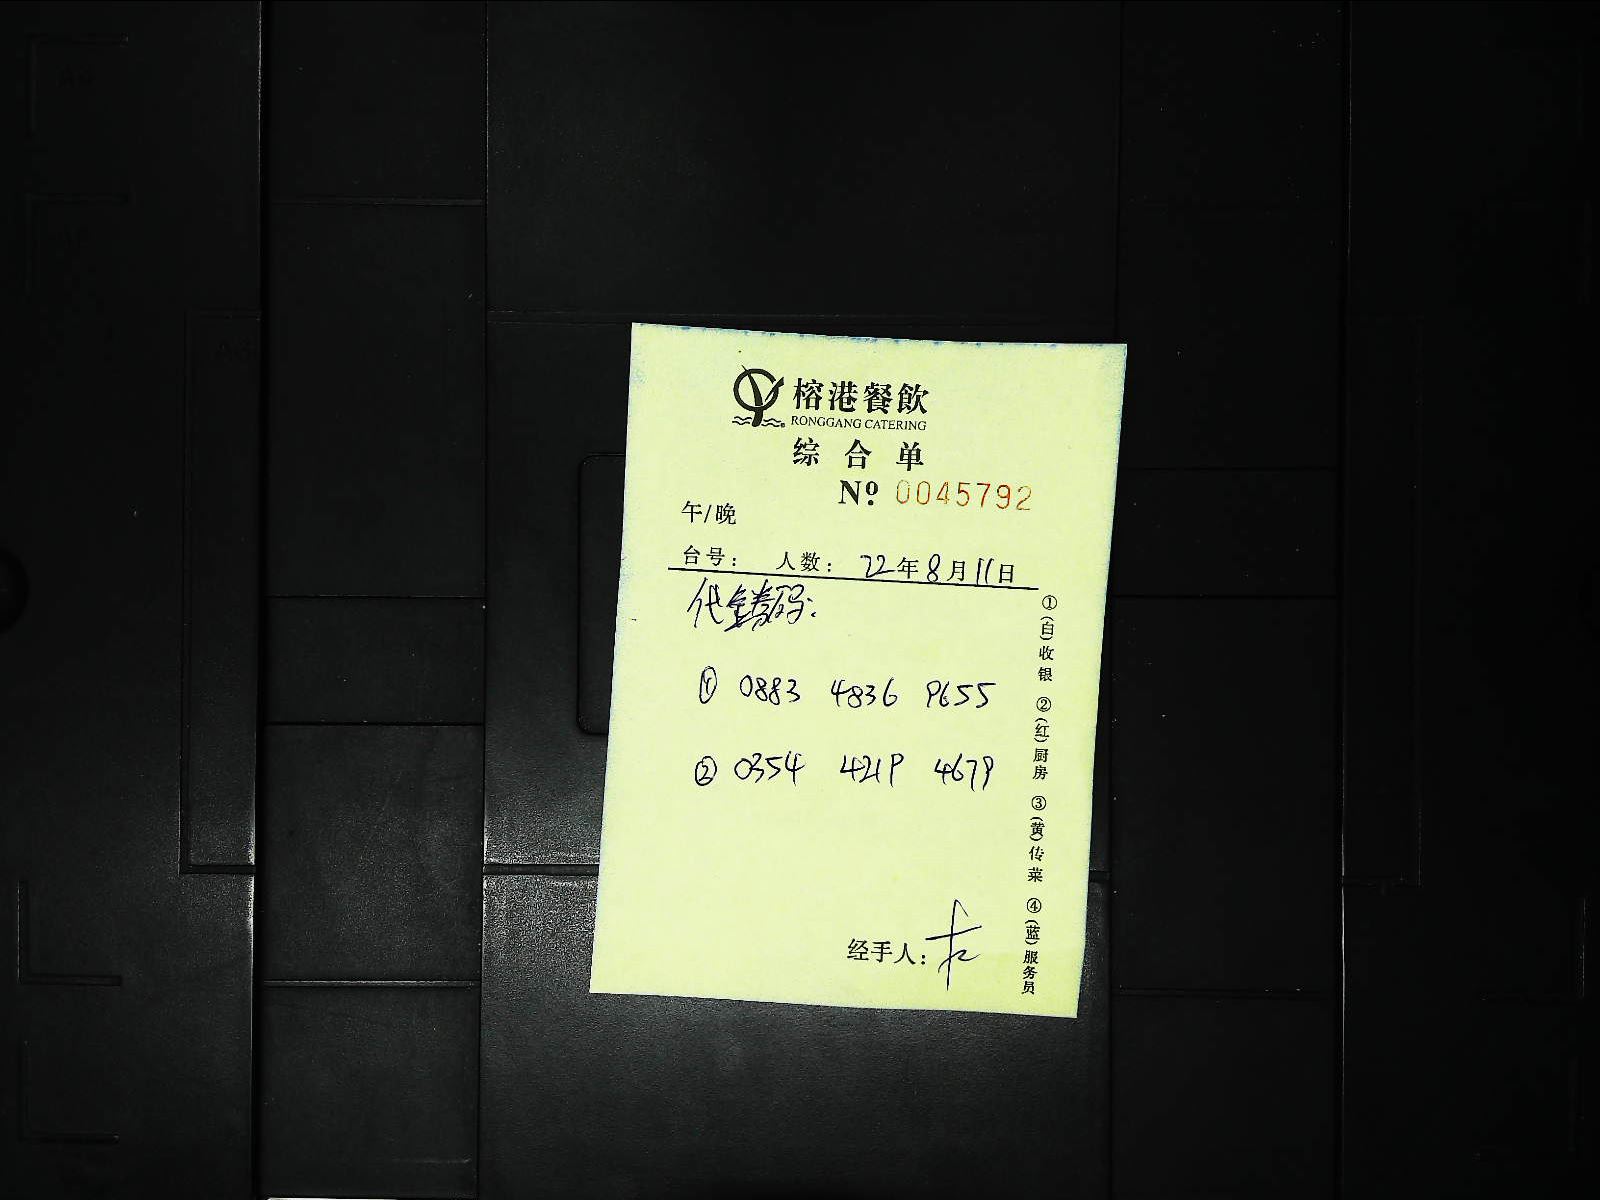 榕港餐飲
RONGGANG CATERING
综合单
Nº 0045792
午/晚
台号： 人数： 22年8月11日
代金券码：
① 0883 4836 9655
② 0354 4219 4679
经手人：
①(白)收银 ②(红)厨房 ③(黄)传菜 ④(蓝)服务员